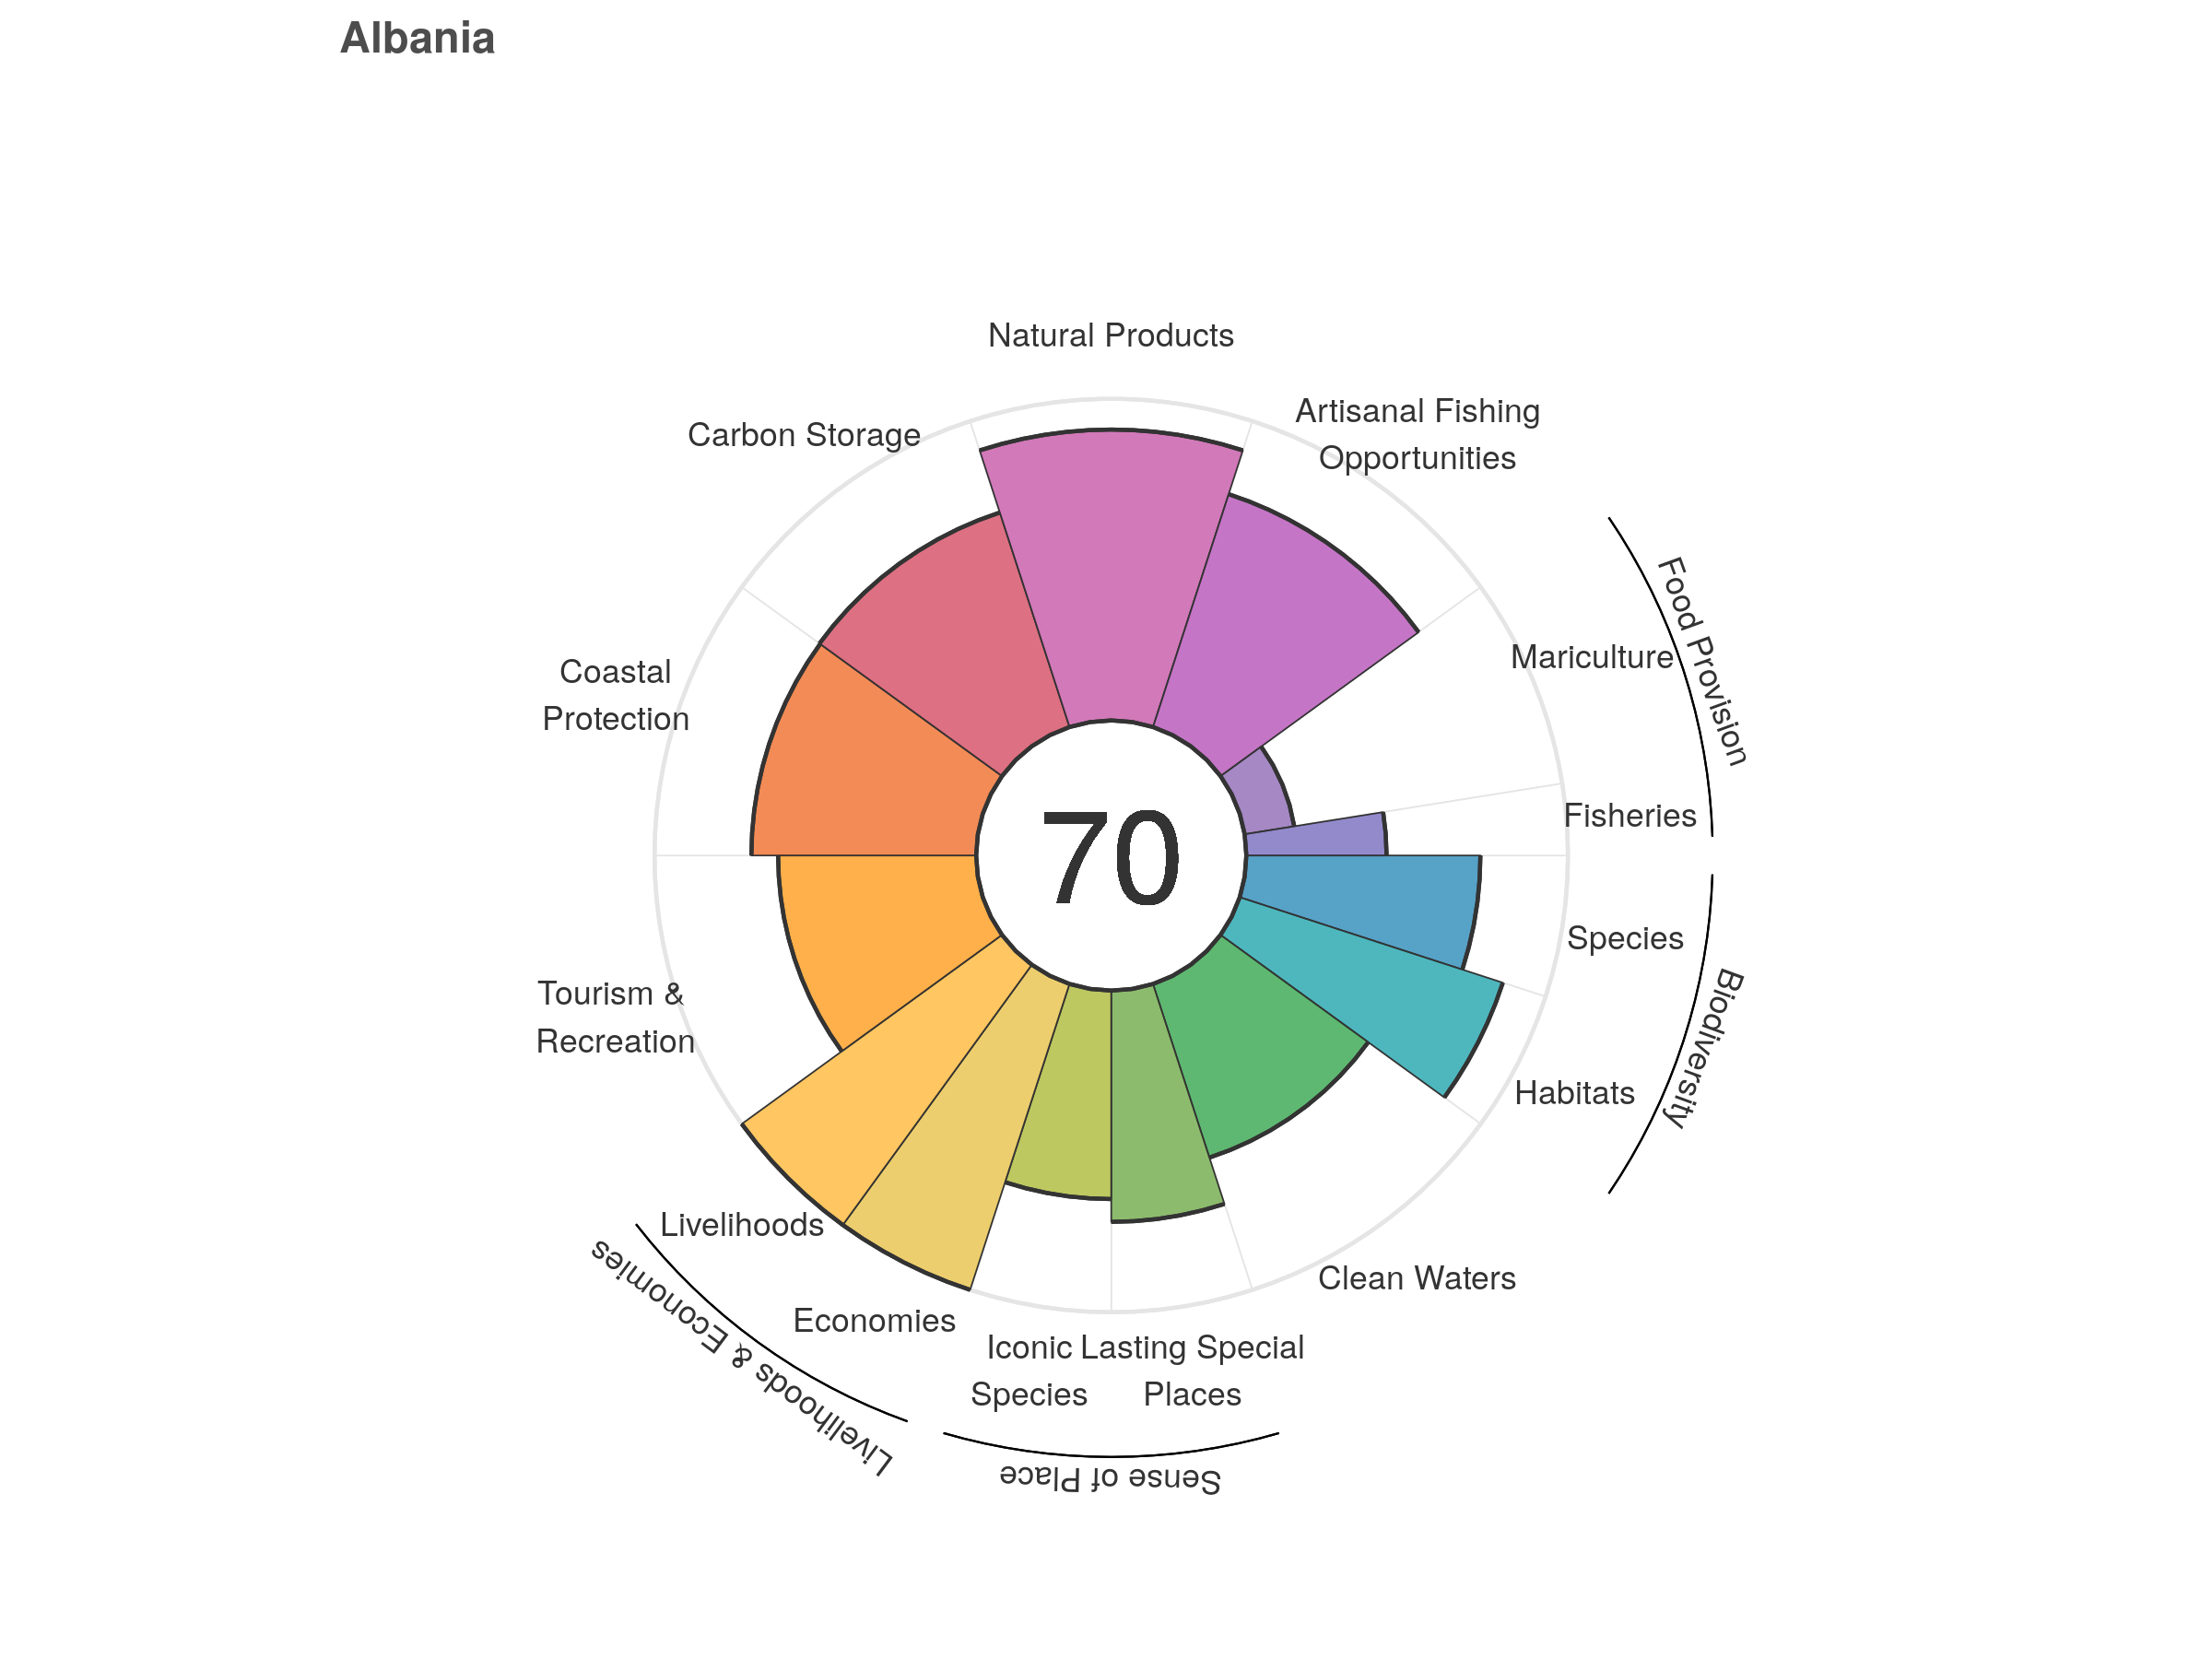 Albania
Natural Products
Artisanal Fishing
Opportunities
Carbon Storage
Food Provision
Mariculture
Coastal
Protection
Fisheries
70
Species
Biodiversity
Tourism &
Recreation
Habitats
Livelihoods
Clean Waters
Economies
Livelihoods & Economies
Iconic
Species
Lasting Special
Places
Sense of Place